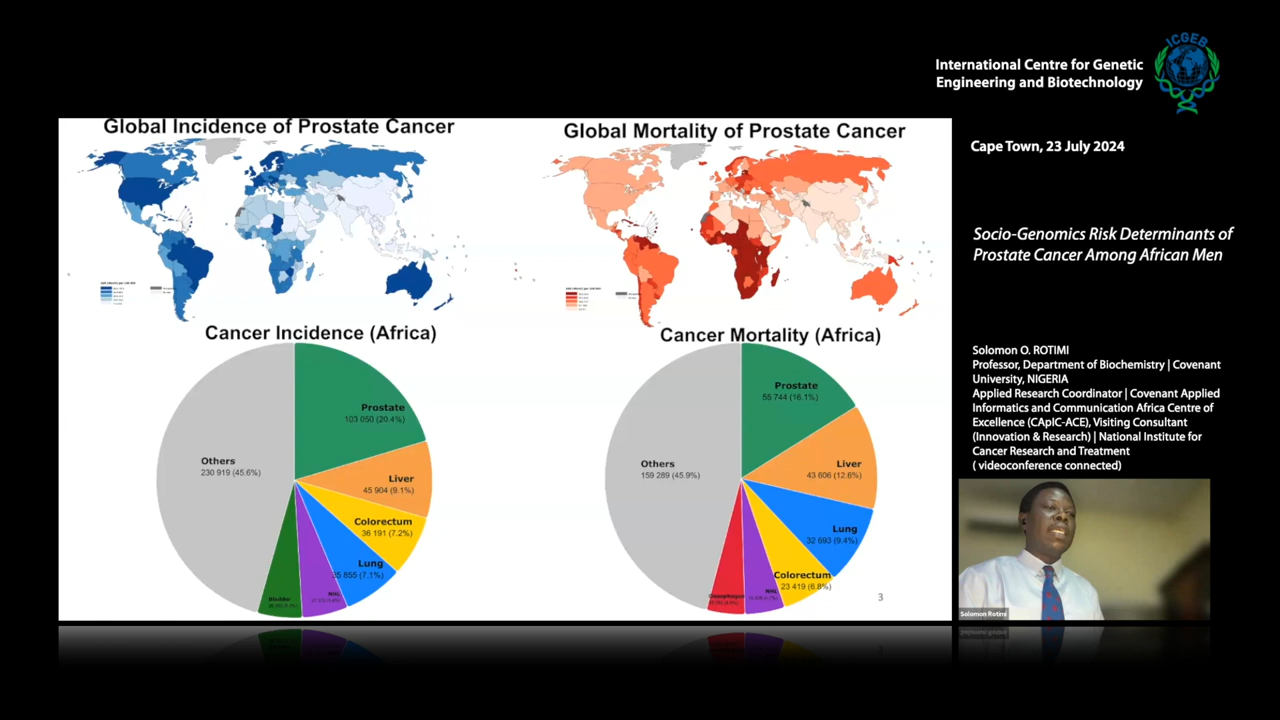 ICGEB
International Centre for Genetic
Engineering and Biotechnology
Global Incidence of Prostate Cancer
Global Mortality of Prostate Cancer
Cancer Incidence (Africa)
Prostate
103 050 (20.4%)
Others
230 919 (45.6%)
Liver
45 904 (9.1%)
Colorectum
36 191 (7.2%)
Lung
35 855 (7.1%)
NHL
Bladder
Cancer Mortality (Africa)
Prostate
55 744 (16.1%)
Others
159 289 (45.9%)
Liver
43 606 (12.6%)
Lung
32 693 (9.4%)
Colorectum
23 419 (6.8%)
NHL
3
Cape Town, 23 July 2024
Socio-Genomics Risk Determinants of
Prostate Cancer Among African Men
Solomon O. ROTIMI
Professor, Department of Biochemistry | Covenant
University, NIGERIA
Applied Research Coordinator | Covenant Applied
Informatics and Communication Africa Centre of
Excellence (CApIC-ACE), Visiting Consultant
(Innovation & Research) | National Institute for
Cancer Research and Treatment
( videoconference connected)
Solomon Rotimi